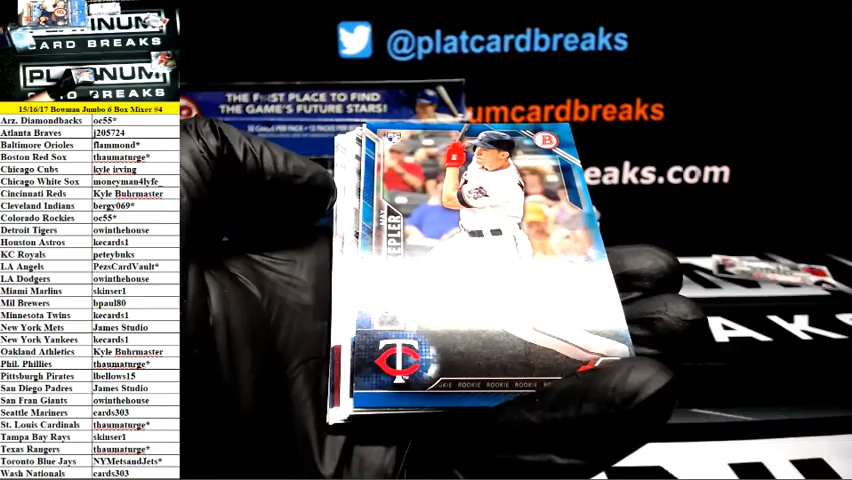 PLATINUM
CARD BREAKS
PLATINUM
15/16/17 Bowman Jumbo 6 Box Mixer #4
Arz. Diamondbacks oc55*
Atlanta Braves j205724
Baltimore Orioles flammond*
Boston Red Sox thaumaturge*
Chicago Cubs kyle irving
Chicago White Sox moneyman4lyfe_
Cincinnati Reds Kyle Buhrmaster
Cleveland Indians bergy069*
Colorado Rockies oc55*
Detroit Tigers owinthehouse
Houston Astros kecards1
KC Royals peteybuks
LA Angels PezsCardVault*
LA Dodgers owinthehouse
Miami Marlins skinser1
Mil Brewers bpaul80
Minnesota Twins kecards1
New York Mets James Studio
New York Yankees kecards1
Oakland Athletics Kyle Buhrmaster
Phil. Phillies thaumaturge*
Pittsburgh Pirates lbellows15
San Diego Padres James Studio
San Fran Giants owinthehouse
Seattle Mariners cards303
St. Louis Cardinals thaumaturge*
Tampa Bay Rays skinser1
Texas Rangers thaumaturge*
Toronto Blue Jays NYMetsandJets*
Wash Nationals cards303
@platcardbreaks
THE FIRST PLACE TO FIND
THE GAME'S FUTURE STARS!
umcardbreaks
eaks.com
RC
B
MAX
KEPLER
TC
ROOKIE ROOKIE ROOKIE
AKS